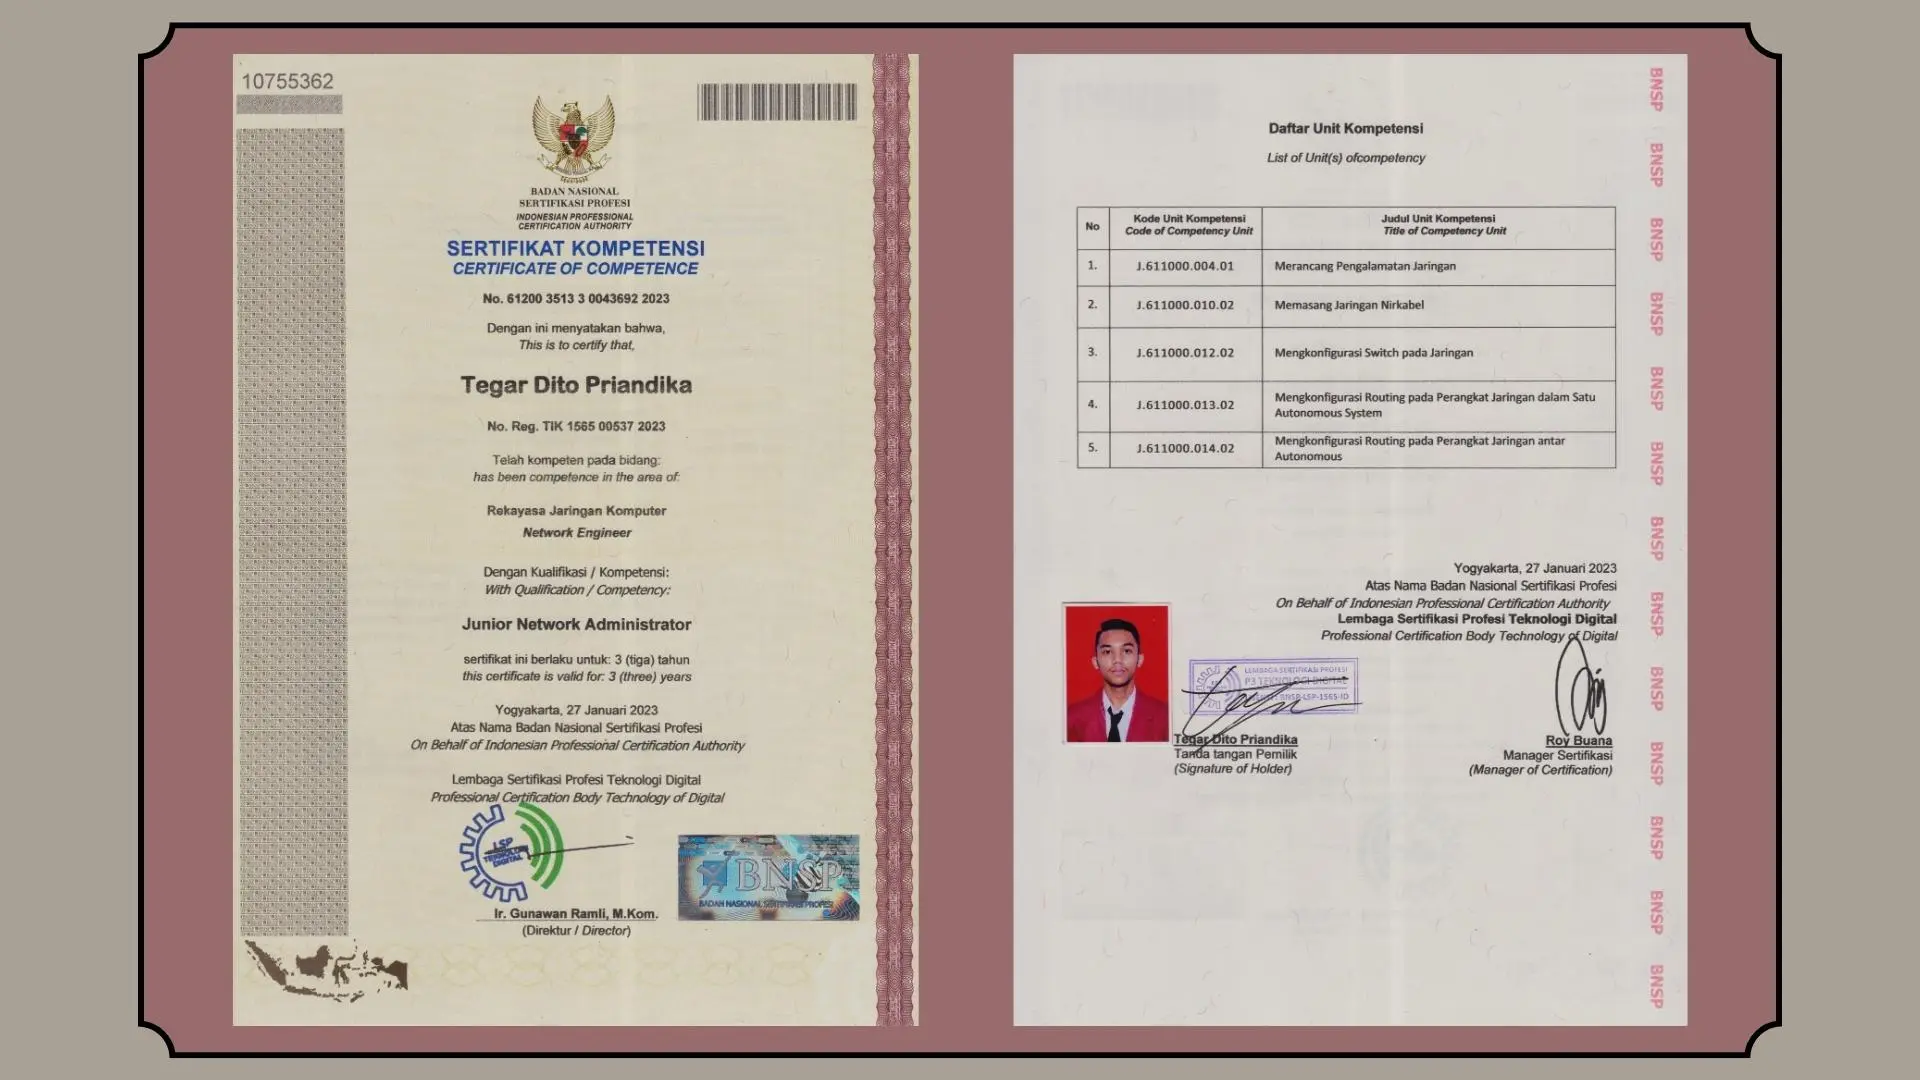 10755362
BADAN NASIONAL
SERTIFIKASI PROFESI
INDONESIAN PROFESSIONAL
CERTIFICATION AUTHORITY
SERTIFIKAT KOMPETENSI
CERTIFICATE OF COMPETENCE
No. 61200 3513 3 0043692 2023
Dengan ini menyatakan bahwa,
This is to certify that,
Tegar Dito Priandika
No. Reg. TIK 1565 00537 2023
Telah kompeten pada bidang:
has been competence in the area of:
Rekayasa Jaringan Komputer
Network Engineer
Dengan Kualifikasi / Kompetensi:
With Qualification / Competency:
Junior Network Administrator
sertifikat ini berlaku untuk: 3 (tiga) tahun
this certificate is valid for: 3 (three) years
Yogyakarta, 27 Januari 2023
Atas Nama Badan Nasional Sertifikasi Profesi
On Behalf of Indonesian Professional Certification Authority
Lembaga Sertifikasi Profesi Teknologi Digital
Professional Certification Body Technology of Digital
LSP
TEKNOLOGI
DIGITAL
BNSP
BADAN NASIONAL SERTIFIKASI PROFESI
Ir. Gunawan Ramli, M.Kom.
(Direktur / Director)
Daftar Unit Kompetensi
List of Unit(s) ofcompetency
No Kode Unit Kompetensi Judul Unit Kompetensi
Code of Competency Unit Title of Competency Unit
1. J.611000.004.01 Merancang Pengalamatan Jaringan
2. J.611000.010.02 Memasang Jaringan Nirkabel
3. J.611000.012.02 Mengkonfigurasi Switch pada Jaringan
4. J.611000.013.02 Mengkonfigurasi Routing pada Perangkat Jaringan dalam Satu
Autonomous System
5. J.611000.014.02 Mengkonfigurasi Routing pada Perangkat Jaringan antar
Autonomous
Yogyakarta, 27 Januari 2023
Atas Nama Badan Nasional Sertifikasi Profesi
On Behalf of Indonesian Professional Certification Authority
Lembaga Sertifikasi Profesi Teknologi Digital
Professional Certification Body Technology of Digital
LEMBAGA SERTIFIKASI PROFESI
P3 TEKNOLOGI DIGITAL
BNSP-LSP-1565-ID
Tegar Dito Priandika
Tanda tangan Pemilik
(Signature of Holder)
Roy Buana
Manager Sertifikasi
(Manager of Certification)
BNSP
BNSP
BNSP
BNSP
BNSP
BNSP
BNSP
BNSP
BNSP
BNSP
BNSP
BNSP
BNSP